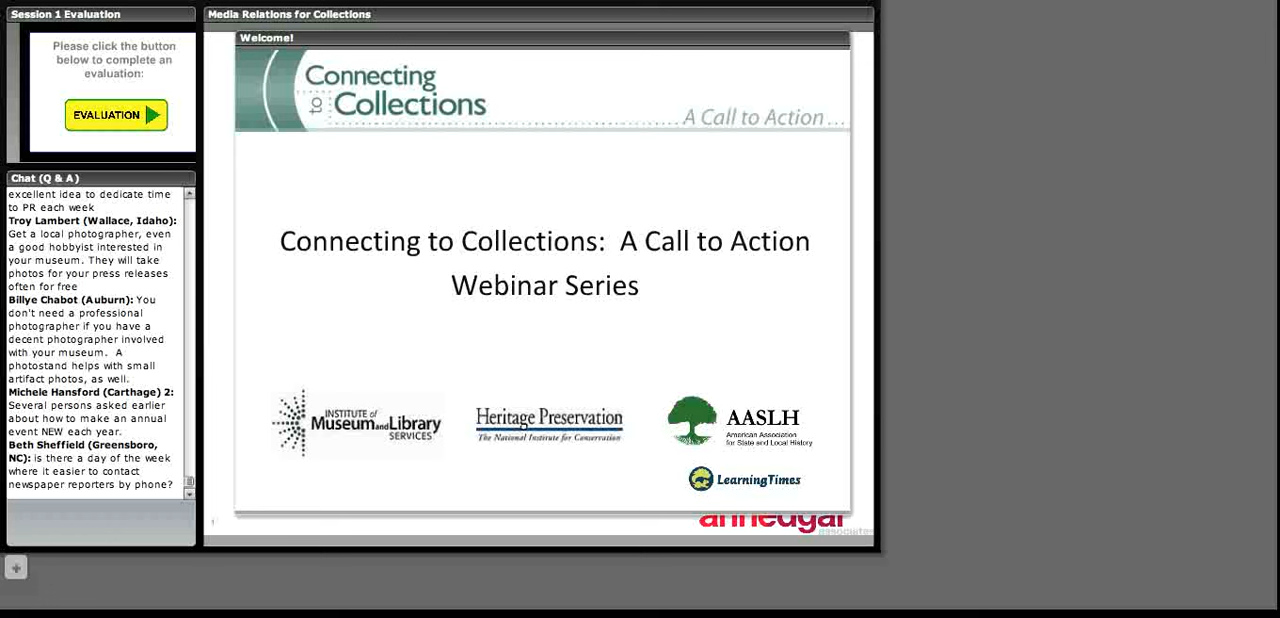 Session 1 Evaluation
Please click the button
below to complete an
evaluation:
EVALUATION
Chat (Q & A)
excellent idea to dedicate time
to PR each week
Troy Lambert (Wallace, Idaho):
Get a local photographer, even
a good hobbyist interested in
your museum. They will take
photos for your press releases
often for free
Billye Chabot (Auburn): You
don't need a professional
photographer if you have a
decent photographer involved
with your museum. A
photostand helps with small
artifact photos, as well.
Michele Hansford (Carthage) 2:
Several persons asked earlier
about how to make an annual
event NEW each year.
Beth Sheffield (Greensboro,
NC): is there a day of the week
where it easier to contact
newspaper reporters by phone?
Media Relations for Collections
Welcome!
Connecting
to Collections
A Call to Action...
Connecting to Collections: A Call to Action
Webinar Series
INSTITUTE of
Museum and Library
SERVICES
Heritage Preservation
The National Institute for Conservation
AASLH
American Association
for State and Local History
LearningTimes
1
annedgar
associates